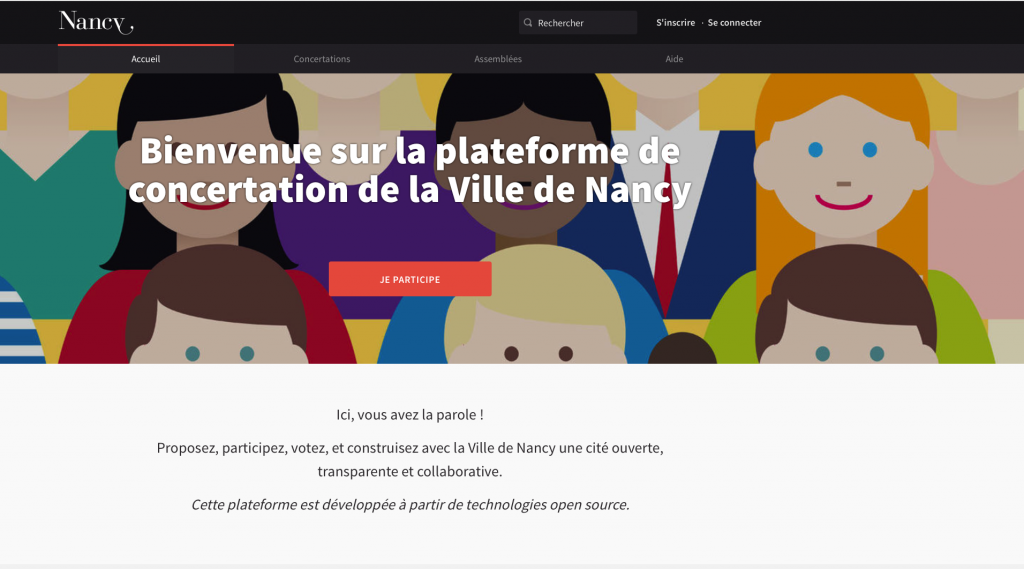 Nancy,
Rechercher
S'inscrire · Se connecter
Accueil
Concertations
Assemblées
Aide
Bienvenue sur la plateforme de
concertation de la Ville de Nancy
JE PARTICIPE
Ici, vous avez la parole !
Proposez, participez, votez, et construisez avec la Ville de Nancy une cité ouverte,
transparente et collaborative.
Cette plateforme est développée à partir de technologies open source.